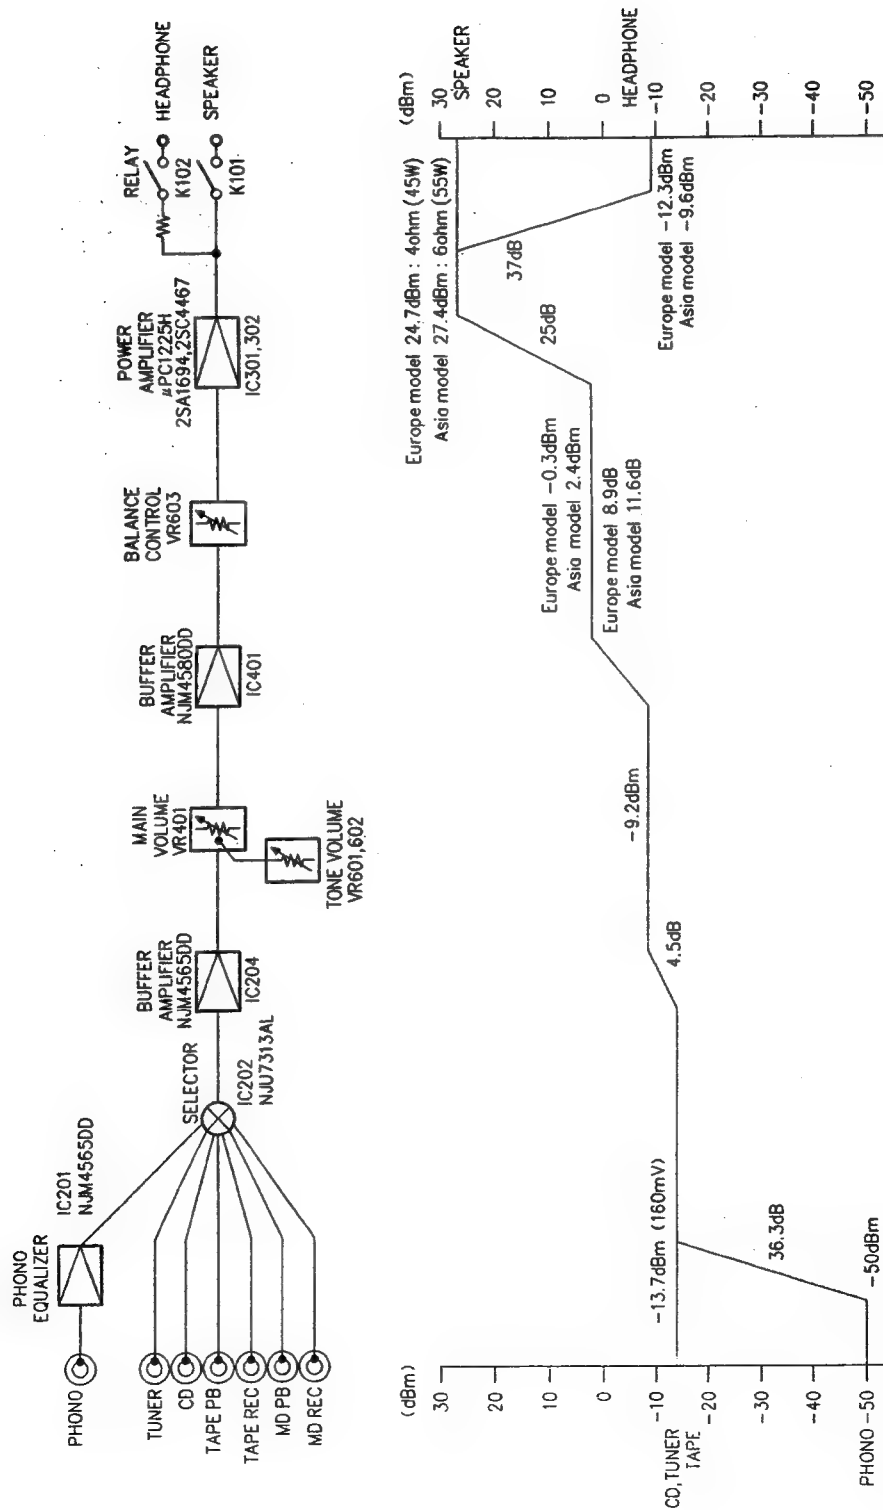 PHONO
PHONO
EQUALIZER
IC201
NJM4565DD
TUNER
CD
TAPE PB
TAPE REC
MD PB
MD REC
SELECTOR
IC202
NJU7313AL
BUFFER
AMPLIFIER
NJM4565DD
IC204
MAIN
VOLUME
VR401
TONE VOLUME
VR601,602
BUFFER
AMPLIFIER
NJM4580DD
IC401
BALANCE
CONTROL
VR603
POWER
AMPLIFIER
μPC1225H
2SA1694,2SC4467
IC301,302
RELAY
K102
HEADPHONE
K101
SPEAKER
(dBm)
30
20
10
0
-10
CD,TUNER
TAPE
-20
-30
-40
PHONO -50
-13.7dBm (160mV)
36.3dB
-50dBm
4.5dB
-9.2dBm
Europe model -0.3dBm
Asia model 2.4dBm
Europe model 8.9dB
Asia model 11.6dB
Europe model 24.7dBm : 4ohm (45W)
Asia model 27.4dBm : 6ohm (55W)
25dB
37dB
Europe model -12.3dBm
Asia model -9.6dBm
(dBm)
30
SPEAKER
20
10
0
HEADPHONE
-10
-20
-30
-40
-50